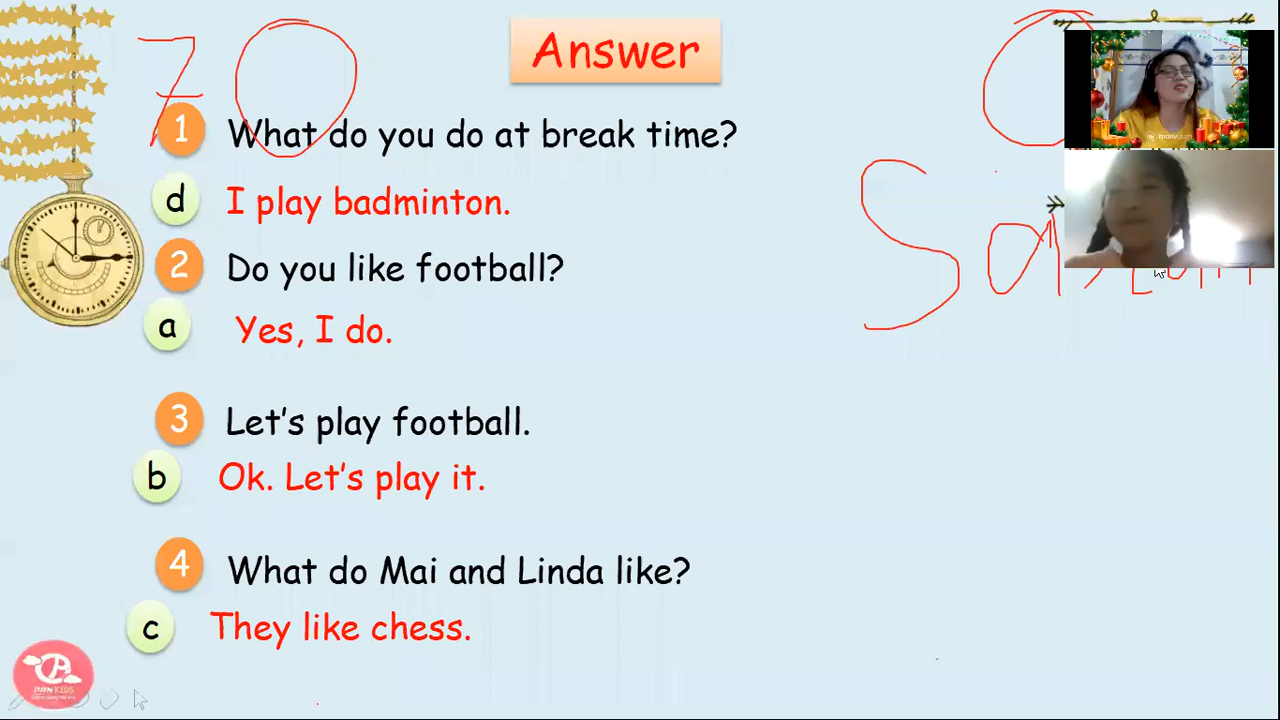 70
Answer
1 What do you do at break time?
d I play badminton.
2 Do you like football?
a Yes, I do.
3 Let's play football.
b Ok. Let's play it.
4 What do Mai and Linda like?
c They like chess.